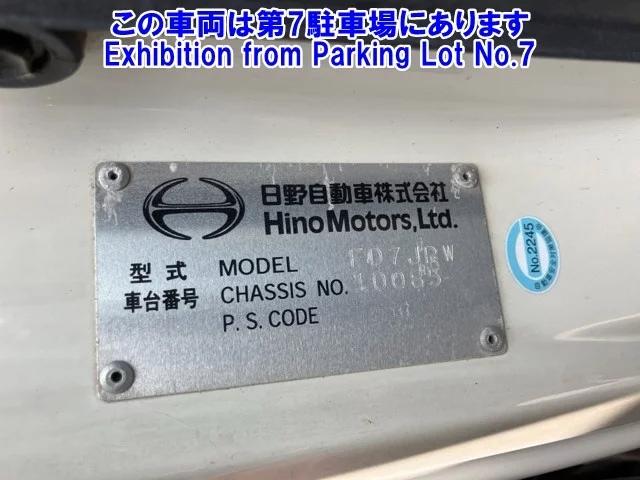 この車両は第7駐車場にあります
Exhibition from Parking Lot No.7
日野自動車株式会社
Hino Motors, Ltd.
型式 MODEL
車台番号 CHASSIS NO. 10085
P. S. CODE
No.2245